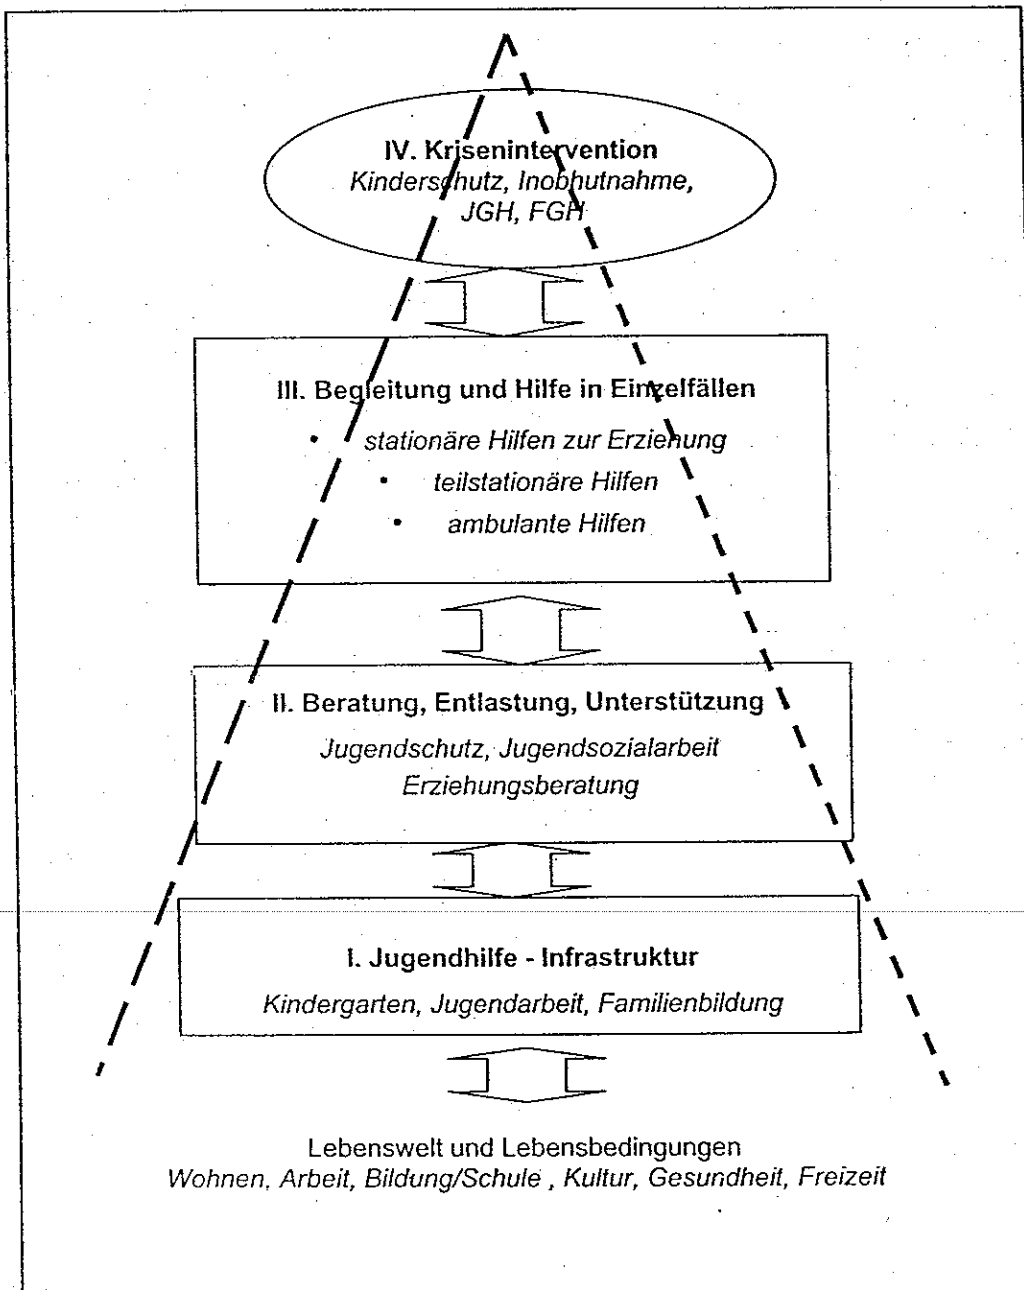 IV. Krisenintervention
Kinderschutz, Inobhutnahme,
JGH, FGH
III. Begleitung und Hilfe in Einzelfällen
• stationäre Hilfen zur Erziehung
• teilstationäre Hilfen
• ambulante Hilfen
II. Beratung, Entlastung, Unterstützung
Jugendschutz, Jugendsozialarbeit
Erziehungsberatung
I. Jugendhilfe - Infrastruktur
Kindergarten, Jugendarbeit, Familienbildung
Lebenswelt und Lebensbedingungen
Wohnen, Arbeit, Bildung/Schule , Kultur, Gesundheit, Freizeit